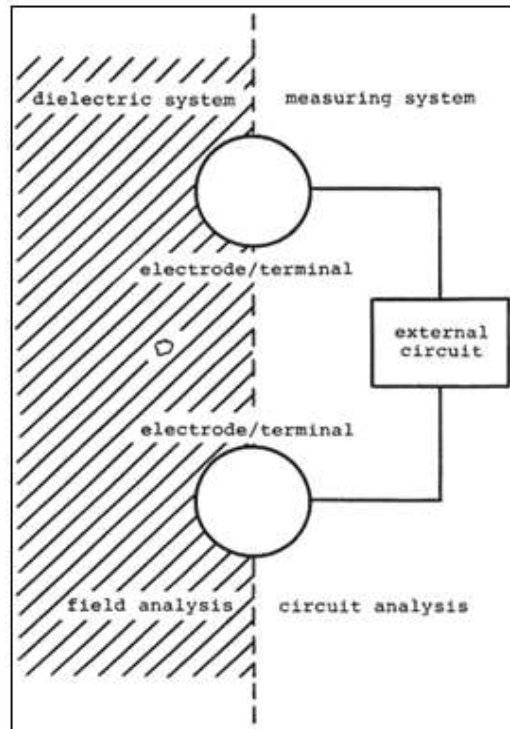 dielectric system
measuring system
electrode/terminal
external
circuit
electrode/terminal
field analysis
circuit analysis